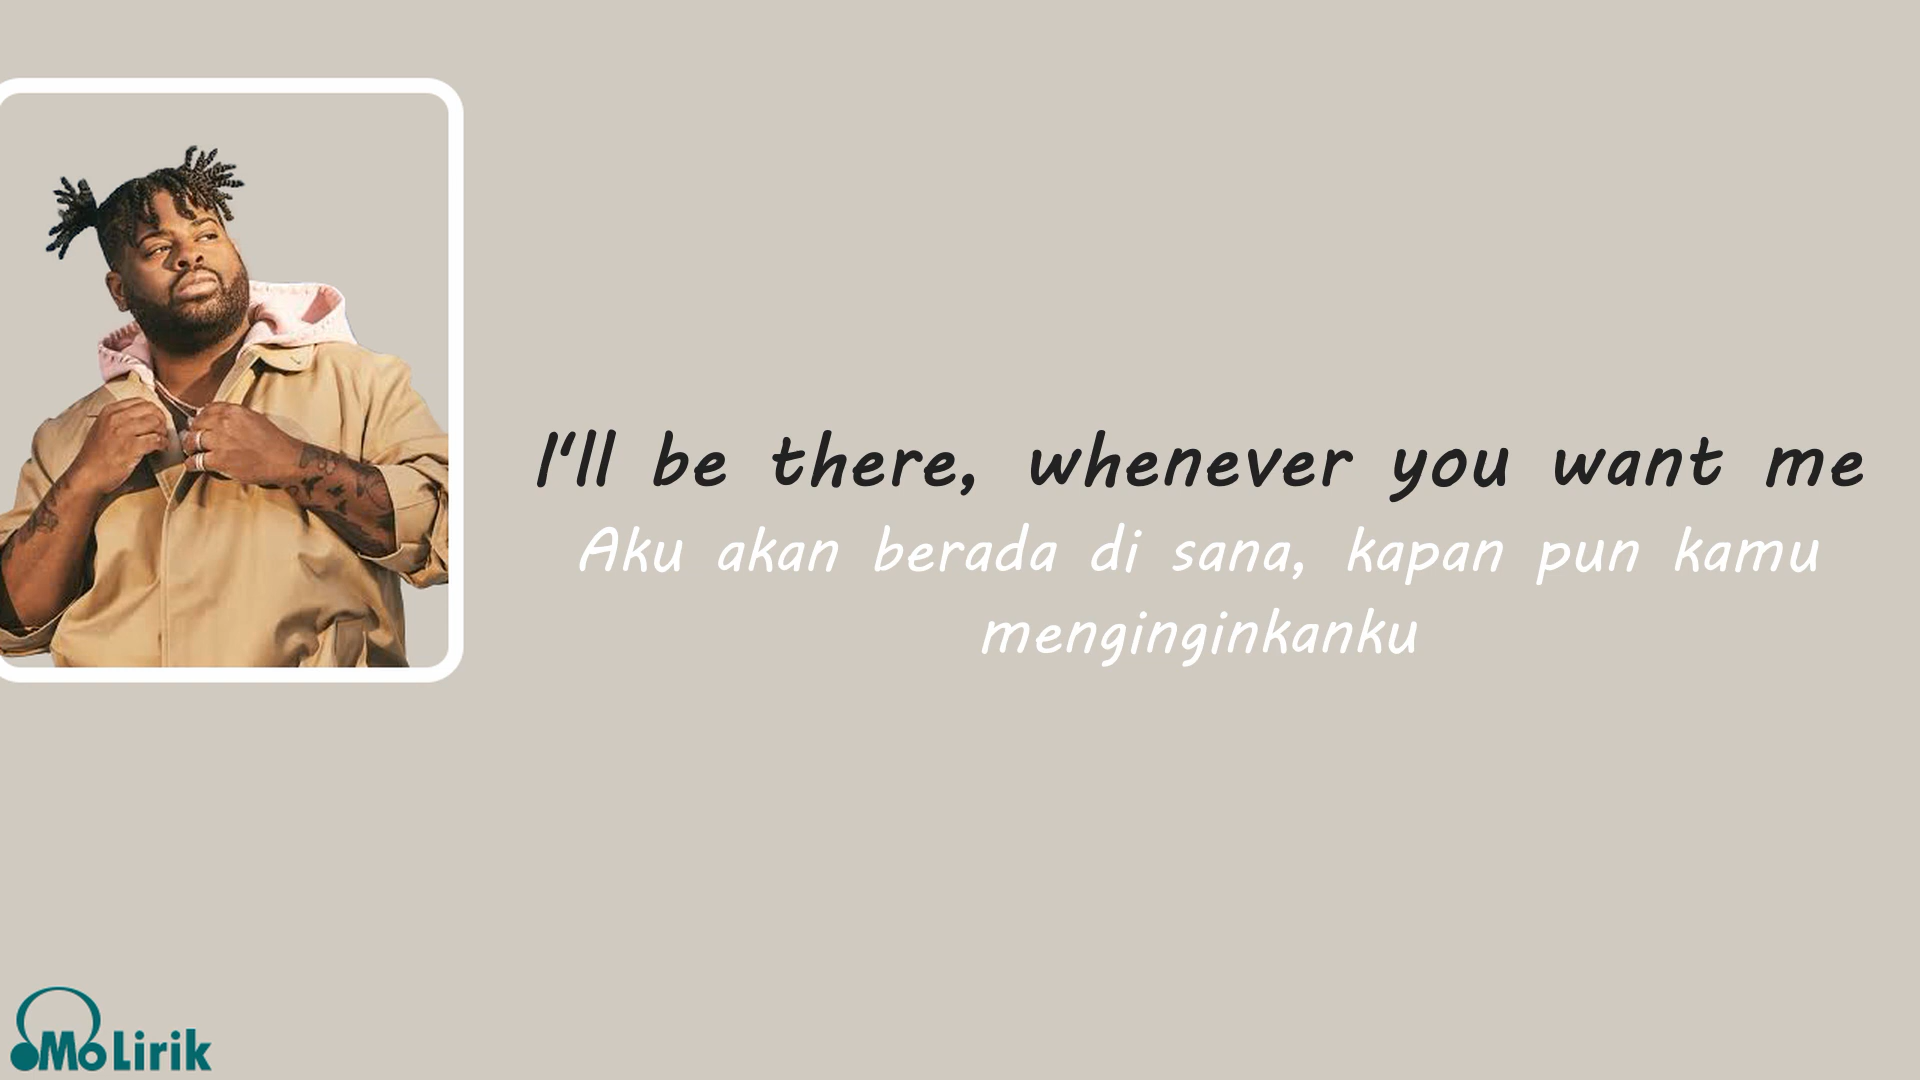 I'll be there, whenever you want me
Aku akan berada di sana, kapan pun kamu
menginginkanku
MoLirik